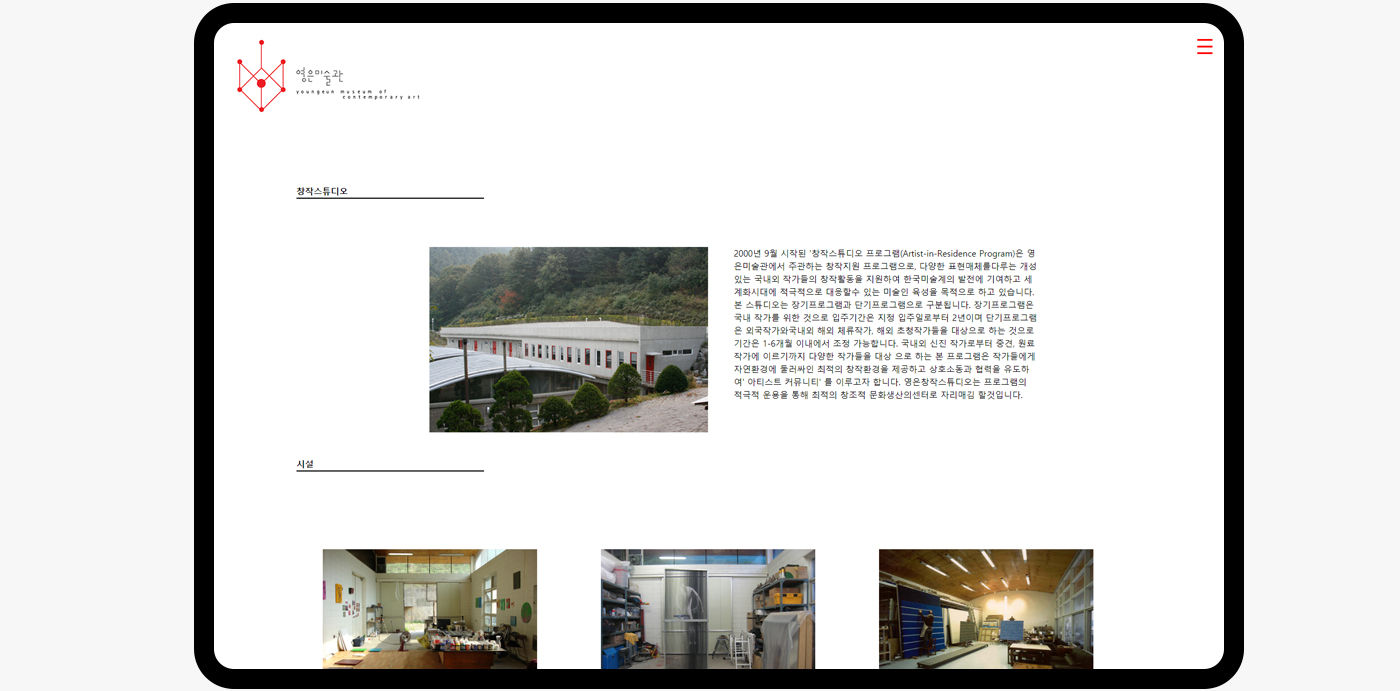 영은미술관
youngeun museum of
contemporary art
창작스튜디오
2000년 9월 시작된 '창작스튜디오 프로그램(Artist-in-Residence Program)은 영
은미술관에서 주관하는 창작지원 프로그램으로, 다양한 표현매체를다루는 개성
있는 국내외 작가들의 창작활동을 지원하여 한국미술계의 발전에 기여하고 세
계화시대에 적극적으로 대응할수 있는 미술인 육성을 목적으로 하고 있습니다.
본 스튜디오는 장기프로그램과 단기프로그램으로 구분됩니다. 장기프로그램은
국내 작가를 위한 것으로 입주기간은 지정 입주일로부터 2년이며 단기프로그램
은 외국작가와국내외 해외 체류작가, 해외 초청작가들을 대상으로 하는 것으로
기간은 1-6개월 이내에서 조정 가능합니다. 국내외 신진 작가로부터 중견, 원료
작가에 이르기까지 다양한 작가들을 대상 으로 하는 본 프로그램은 작가들에게
자연환경에 둘러싸인 최적의 창작환경을 제공하고 상호소통과 협력을 유도하
여' 아티스트 커뮤니티' 를 이루고자 합니다. 영은창작스튜디오는 프로그램의
적극적 운용을 통해 최적의 창조적 문화생산의센터로 자리매김 할것입니다.
시설